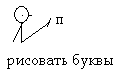 п
рисовать буквы